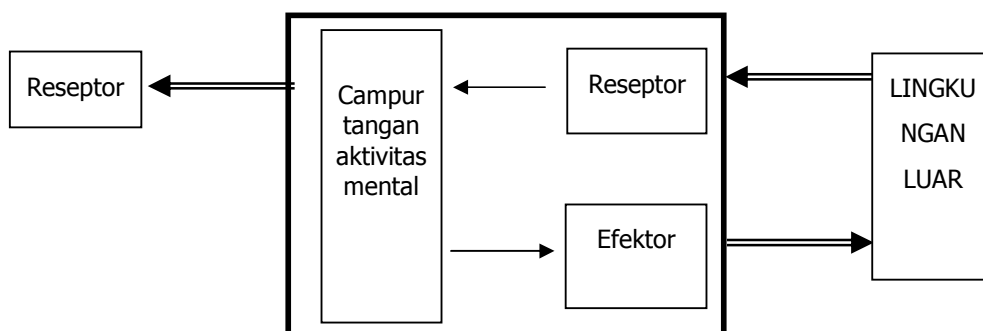 Reseptor
Campur
tangan
aktivitas
mental
Reseptor
Efektor
LINGKU
NGAN
LUAR